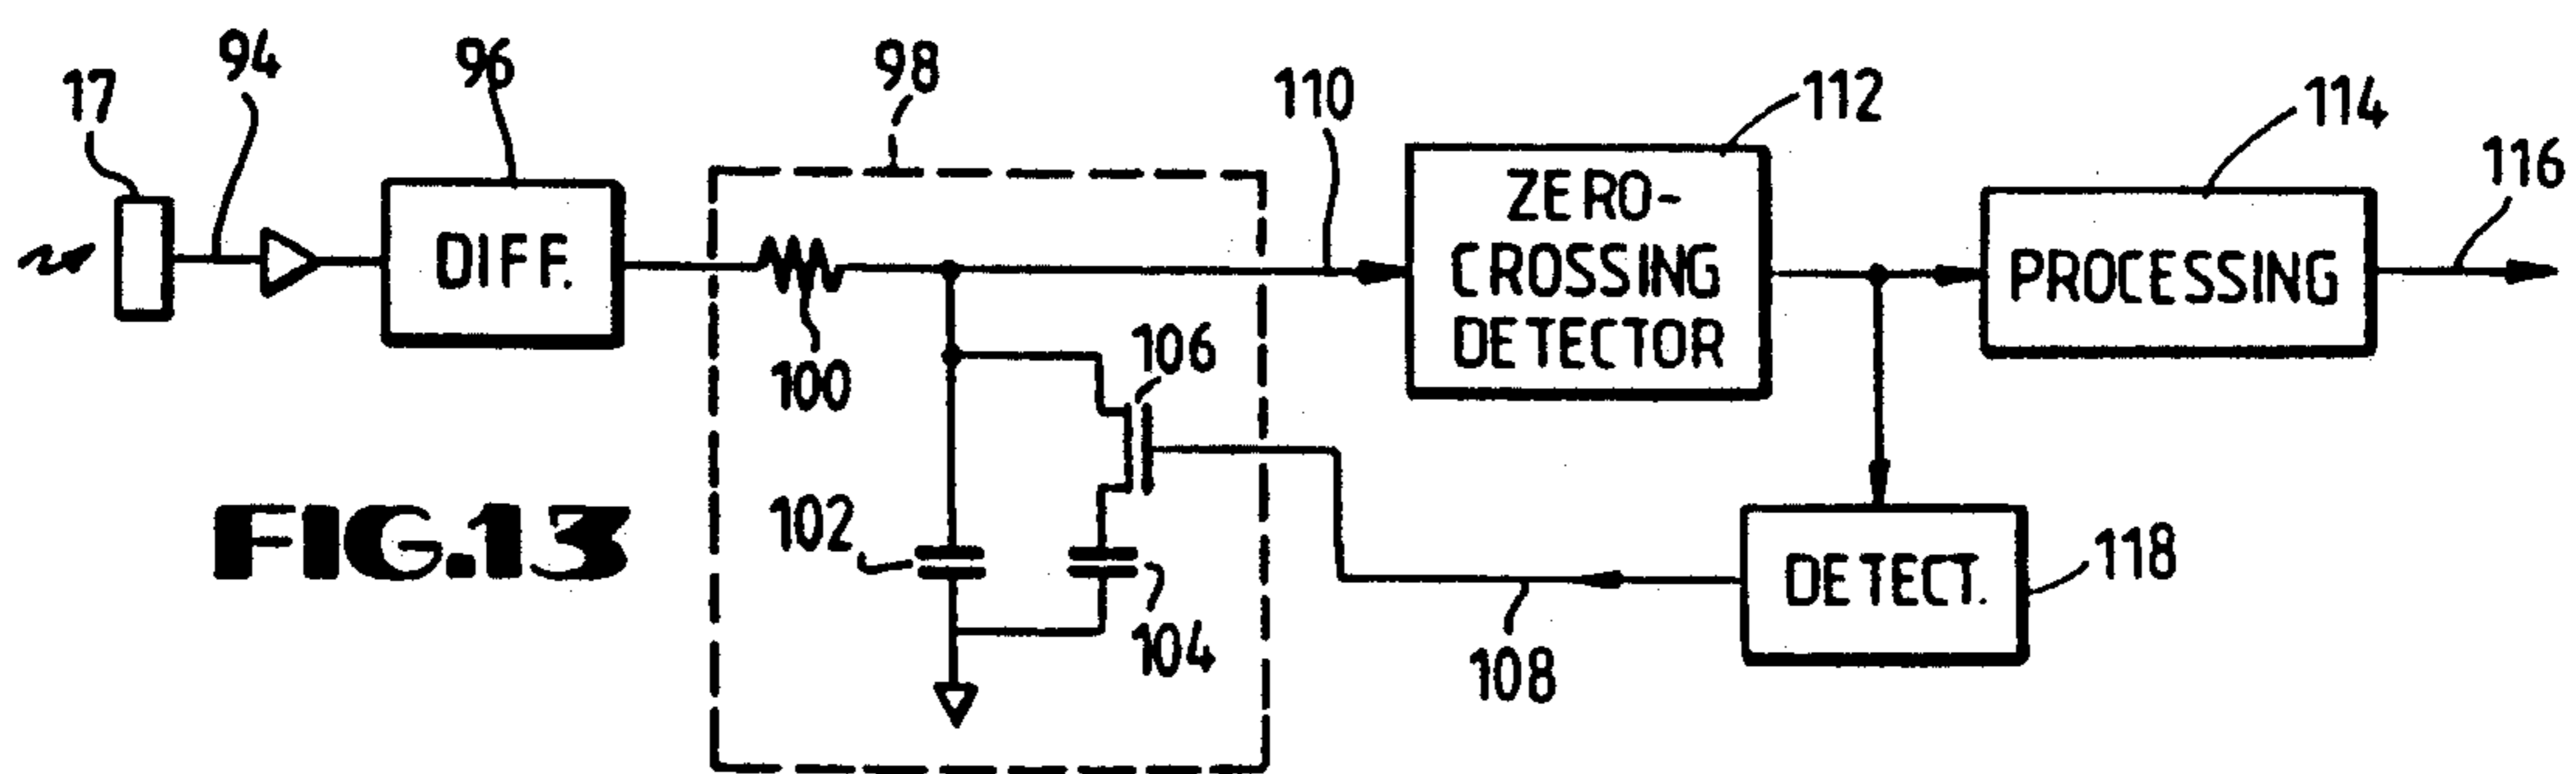 17
94
96
98
110
112
114
116
DIFF.
ZERO-
CROSSING
DETECTOR
PROCESSING
100
106
102
104
108
DETECT.
118
FIG.13